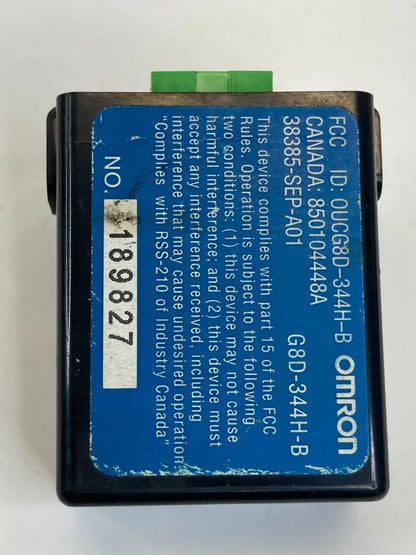 FCC ID: OUCG8D-344H-B OMRON
CANADA: 850104448A
38385-SEP-A01 G8D-344H-B
This device complies with part 15 of the FCC
Rules. Operation is subject to the following
two conditions: (1) this device may not cause
harmful interference; and (2) this device must
accept any interference received, including
interference that may cause undesired operation
"Complies with RSS-210 of Industry Canada"
NO. 189827